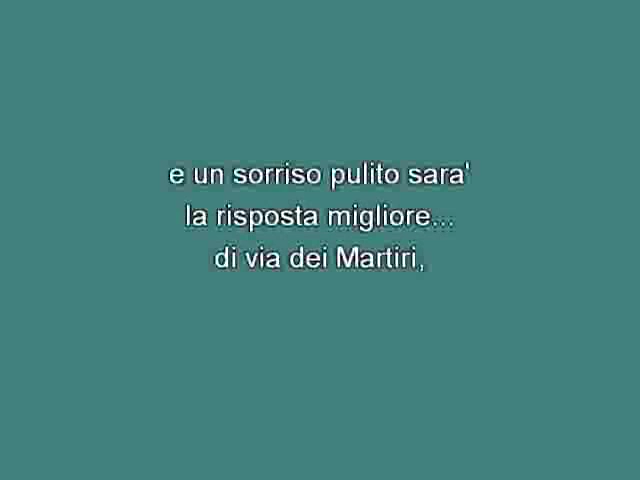 e un sorriso pulito sara'
la risposta migliore...
di via dei Martiri,